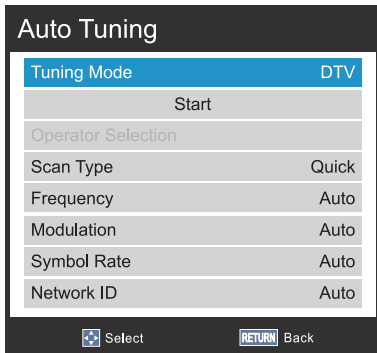 Auto Tuning
Tuning Mode DTV
Start
Operator Selection
Scan Type Quick
Frequency Auto
Modulation Auto
Symbol Rate Auto
Network ID Auto
Select RETURN Back